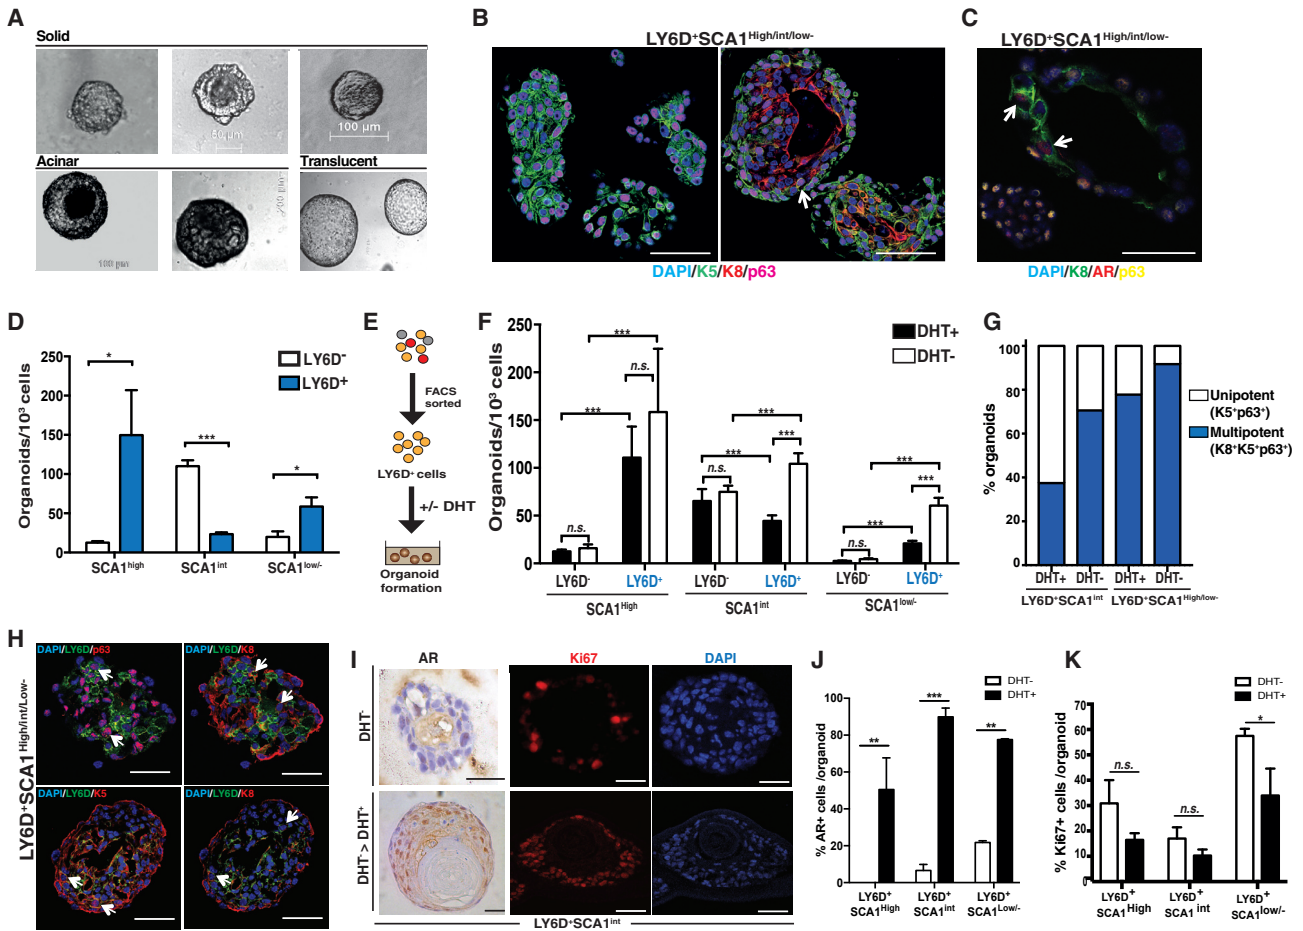 A
Solid
50 µm
100 µm
Acinar
Translucent
100 µm
200 µm
B
LY6D⁺SCA1ᴴⁱᵍʰ/ⁱⁿᵗ/ˡᵒʷ⁻
DAPI/K5/K8/p63
C
LY6D⁺SCA1ᴴⁱᵍʰ/ⁱⁿᵗ/ˡᵒʷ⁻
DAPI/K8/AR/p63
D
Organoids/10³ cells
250
200
150
100
50
0
*
***
*
LY6D⁻
LY6D⁺
SCA1ʰⁱᵍʰ
SCA1ⁱⁿᵗ
SCA1ˡᵒʷ/⁻
E
FACS
sorted
LY6D⁺ cells
+/- DHT
Organoid
formation
F
Organoids/10³ cells
250
200
150
100
50
0
***
n.s.
***
n.s.
***
***
***
n.s.
***
***
***
n.s.
DHT+
DHT-
LY6D⁻
LY6D⁺
LY6D⁻
LY6D⁺
LY6D⁻
LY6D⁺
SCA1ᴴⁱᵍʰ
SCA1ⁱⁿᵗ
SCA1ˡᵒʷ/⁻
G
% organoids
100
80
60
40
20
0
Unipotent
(K5⁺p63⁺)
Multipotent
(K8⁺K5⁺p63⁺)
DHT+ DHT- DHT+ DHT-
LY6D⁺SCA1ⁱⁿᵗ
LY6D⁺SCA1ᴴⁱᵍʰ/ˡᵒʷ⁻
H
LY6D⁺SCA1ᴴⁱᵍʰ/ⁱⁿᵗ/ᴸᵒʷ⁻
DAPI/LY6D/p63
DAPI/LY6D/K8
DAPI/LY6D/K5
DAPI/LY6D/K8
I
AR
Ki67
DAPI
DHT⁻
DHT⁻ > DHT⁺
LY6D⁺SCA1ⁱⁿᵗ
J
% AR+ cells /organoid
100
80
60
40
20
0
DHT-
DHT+
**
***
**
LY6D⁺
SCA1ᴴⁱᵍʰ
LY6D⁺
SCA1ⁱⁿᵗ
LY6D⁺
SCA1ᴸᵒʷ/⁻
K
% Ki67+ cells /organoid
70
60
50
40
30
20
10
0
DHT-
DHT+
n.s.
n.s.
*
LY6D⁺
SCA1ᴴⁱᵍʰ
LY6D⁺
SCA1ⁱⁿᵗ
LY6D⁺
SCA1ˡᵒʷ/⁻